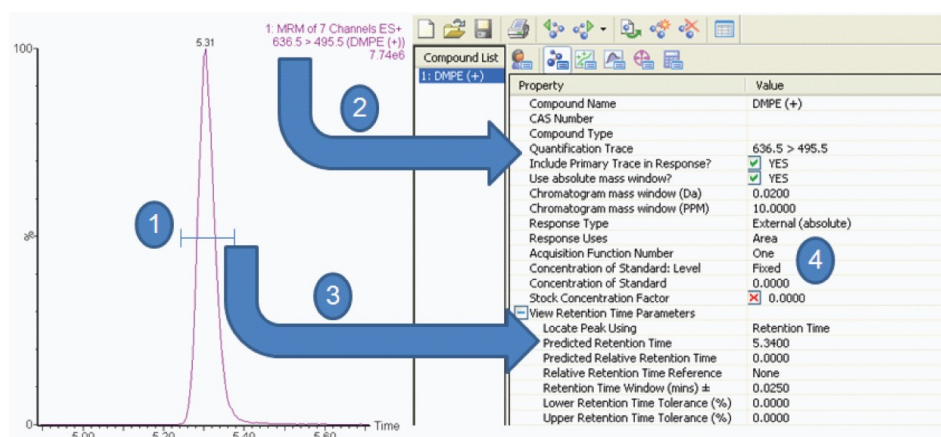 1: MRM of 7 Channels ES+
636.5 > 495.5 (DMPE (+))
7.74e6
5.31
100
%
0
5.00 5.20 5.40 5.60
Time
1
2
3
4
Compound List
1: DMPE (+)
Property Value
Compound Name DMPE (+)
CAS Number
Compound Type
Quantification Trace 636.5 > 495.5
Include Primary Trace in Response? YES
Use absolute mass window? YES
Chromatogram mass window (Da) 0.0200
Chromatogram mass window (PPM) 10.0000
Response Type External (absolute)
Response Uses Area
Acquisition Function Number One
Concentration of Standard: Level Fixed
Concentration of Standard 0.0000
Stock Concentration Factor 0.0000
View Retention Time Parameters
Locate Peak Using Retention Time
Predicted Retention Time 5.3400
Predicted Relative Retention Time 0.0000
Relative Retention Time Reference None
Retention Time Window (mins) ± 0.0250
Lower Retention Time Tolerance (%) 0.0000
Upper Retention Time Tolerance (%) 0.0000